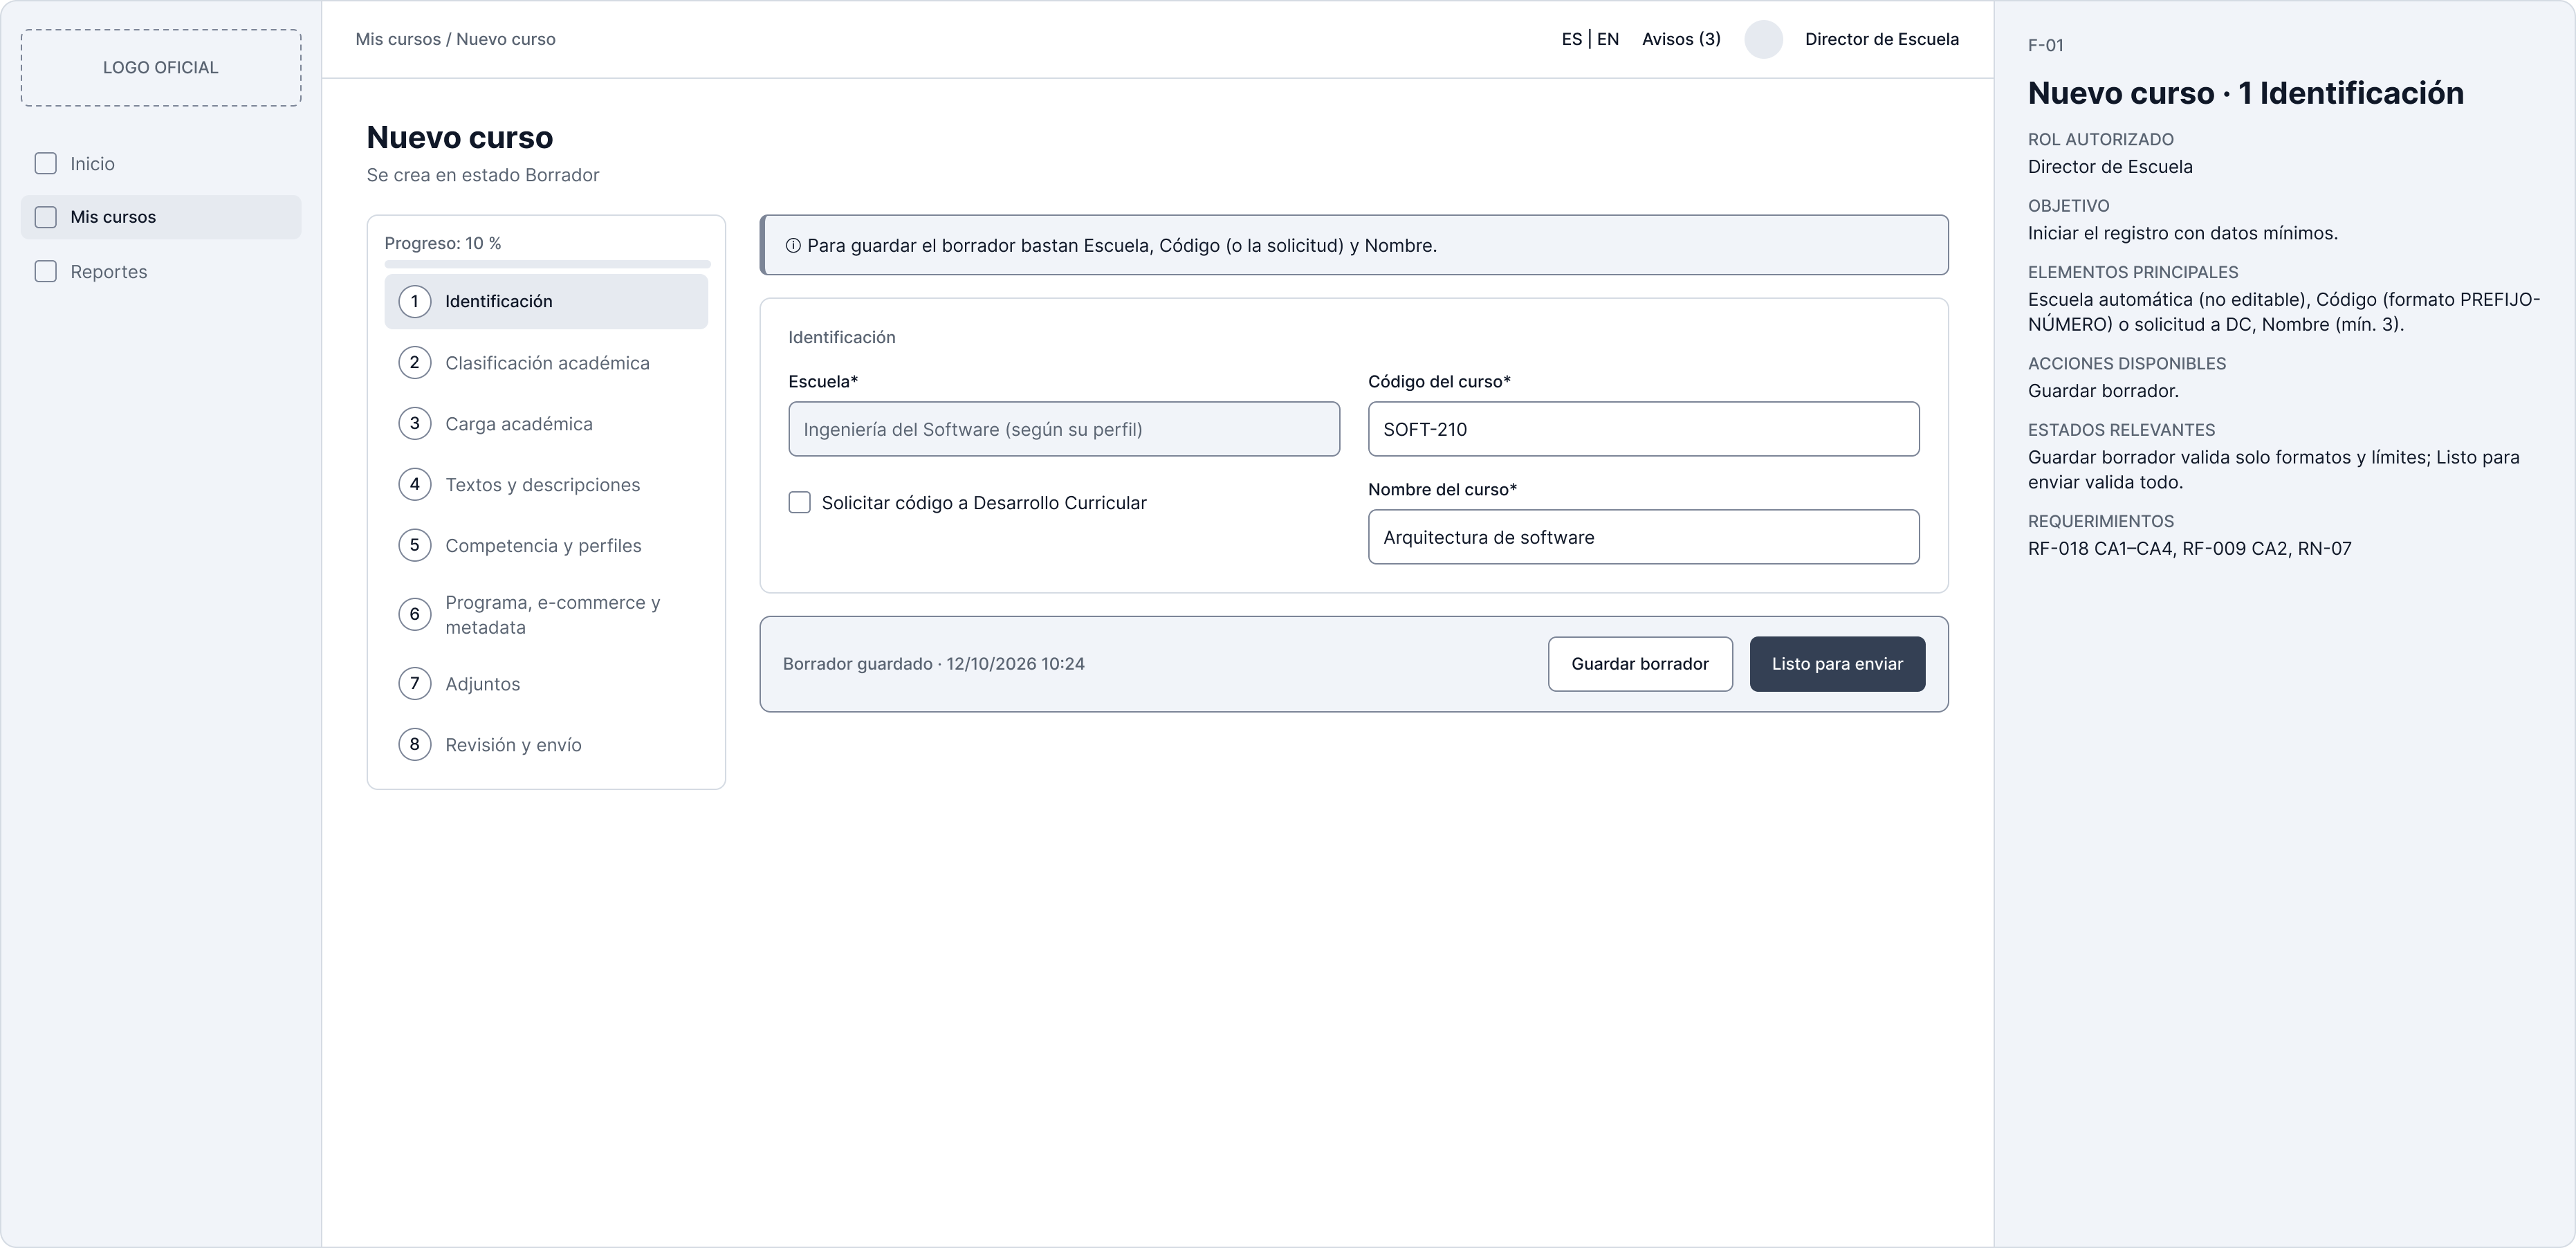 LOGO OFICIAL
Inicio
Mis cursos
Reportes
Mis cursos / Nuevo curso
ES | EN
Avisos (3)
Director de Escuela
Nuevo curso
Se crea en estado Borrador
Progreso: 10 %
1 Identificación
2 Clasificación académica
3 Carga académica
4 Textos y descripciones
5 Competencia y perfiles
6 Programa, e-commerce y
metadata
7 Adjuntos
8 Revisión y envío
ⓘ Para guardar el borrador bastan Escuela, Código (o la solicitud) y Nombre.
Identificación
Escuela*
Ingeniería del Software (según su perfil)
Código del curso*
SOFT-210
Solicitar código a Desarrollo Curricular
Nombre del curso*
Arquitectura de software
Borrador guardado · 12/10/2026 10:24
Guardar borrador
Listo para enviar
F-01
Nuevo curso · 1 Identificación
ROL AUTORIZADO
Director de Escuela
OBJETIVO
Iniciar el registro con datos mínimos.
ELEMENTOS PRINCIPALES
Escuela automática (no editable), Código (formato PREFIJO-
NÚMERO) o solicitud a DC, Nombre (mín. 3).
ACCIONES DISPONIBLES
Guardar borrador.
ESTADOS RELEVANTES
Guardar borrador valida solo formatos y límites; Listo para
enviar valida todo.
REQUERIMIENTOS
RF-018 CA1–CA4, RF-009 CA2, RN-07